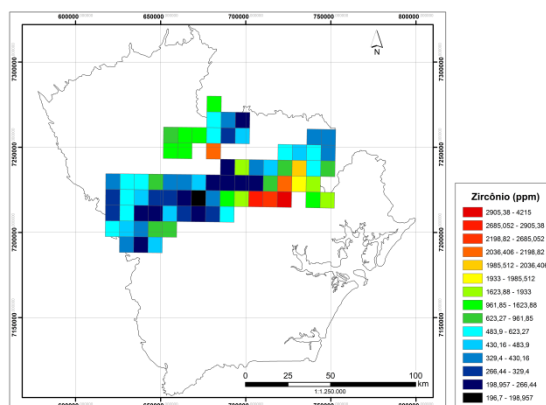 600000 650000 700000 750000 800000
7300000 7300000
N
7250000 7250000
7200000 7200000
7150000 7150000
Zircônio (ppm)
2905,38 - 4215
2685,052 - 2905,38
2198,82 - 2685,052
2036,406 - 2198,82
1985,512 - 2036,406
1933 - 1985,512
1623,88 - 1933
961,85 - 1623,88
623,27 - 961,85
483,9 - 623,27
430,16 - 483,9
329,4 - 430,16
266,44 - 329,4
198,957 - 266,44
196,7 - 198,957
0 25 50 100
km
1:1.250.000